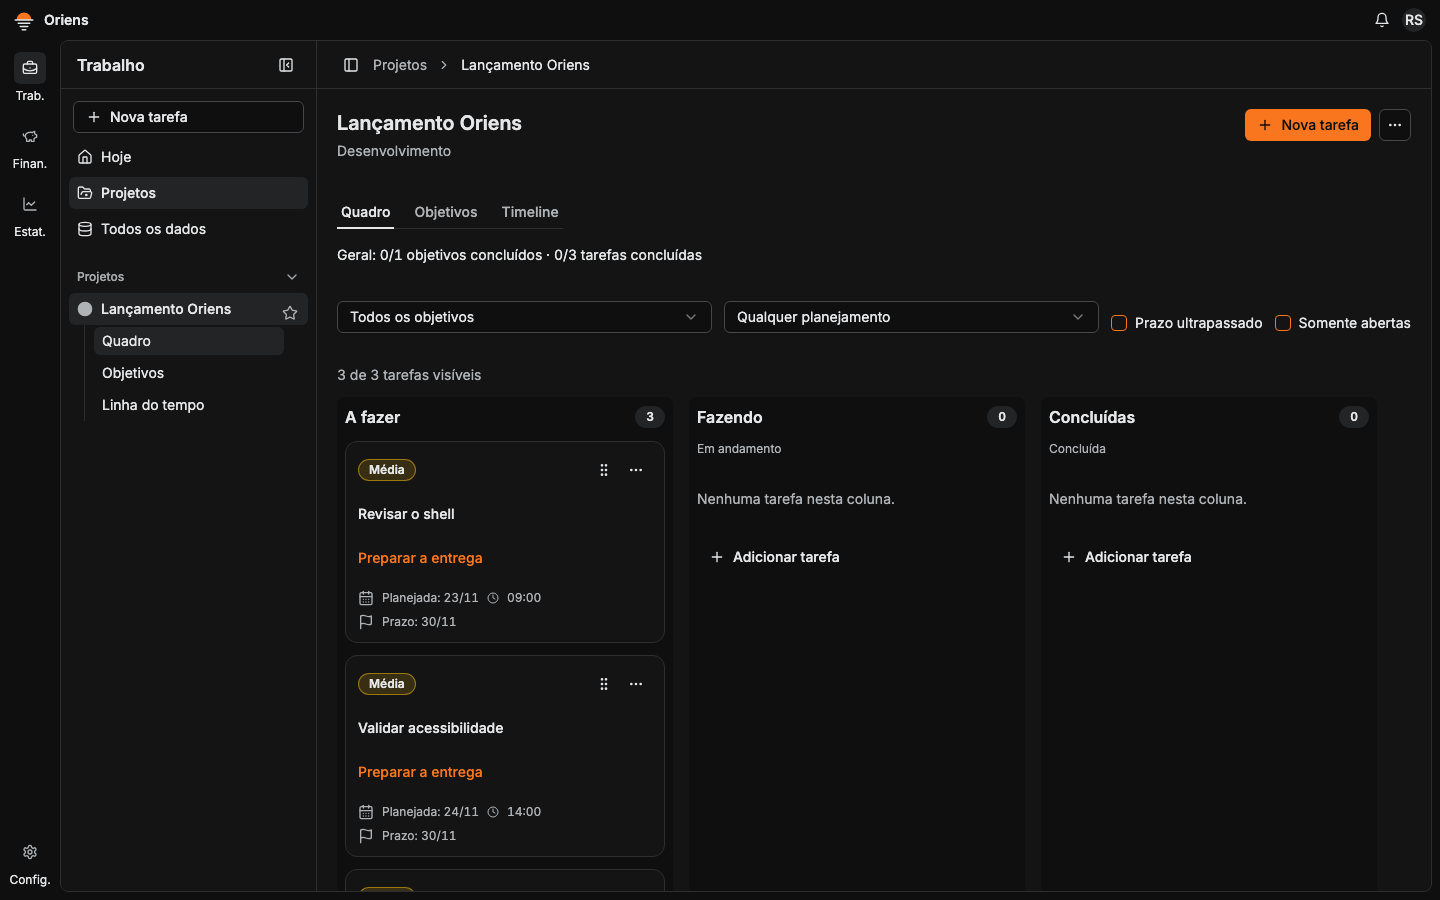 Oriens
RS
Trab.
Finan.
Estat.
Config.
Trabalho
Nova tarefa
Hoje
Projetos
Todos os dados
Projetos
Lançamento Oriens
Quadro
Objetivos
Linha do tempo
Projetos
Lançamento Oriens
Lançamento Oriens
Desenvolvimento
Nova tarefa
Quadro Objetivos Timeline
Geral: 0/1 objetivos concluídos · 0/3 tarefas concluídas
Todos os objetivos
Qualquer planejamento
Prazo ultrapassado
Somente abertas
3 de 3 tarefas visíveis
A fazer 3
Média
Revisar o shell
Preparar a entrega
Planejada: 23/11 09:00
Prazo: 30/11
Média
Validar acessibilidade
Preparar a entrega
Planejada: 24/11 14:00
Prazo: 30/11
Fazendo 0
Em andamento
Nenhuma tarefa nesta coluna.
Adicionar tarefa
Concluídas 0
Concluída
Nenhuma tarefa nesta coluna.
Adicionar tarefa